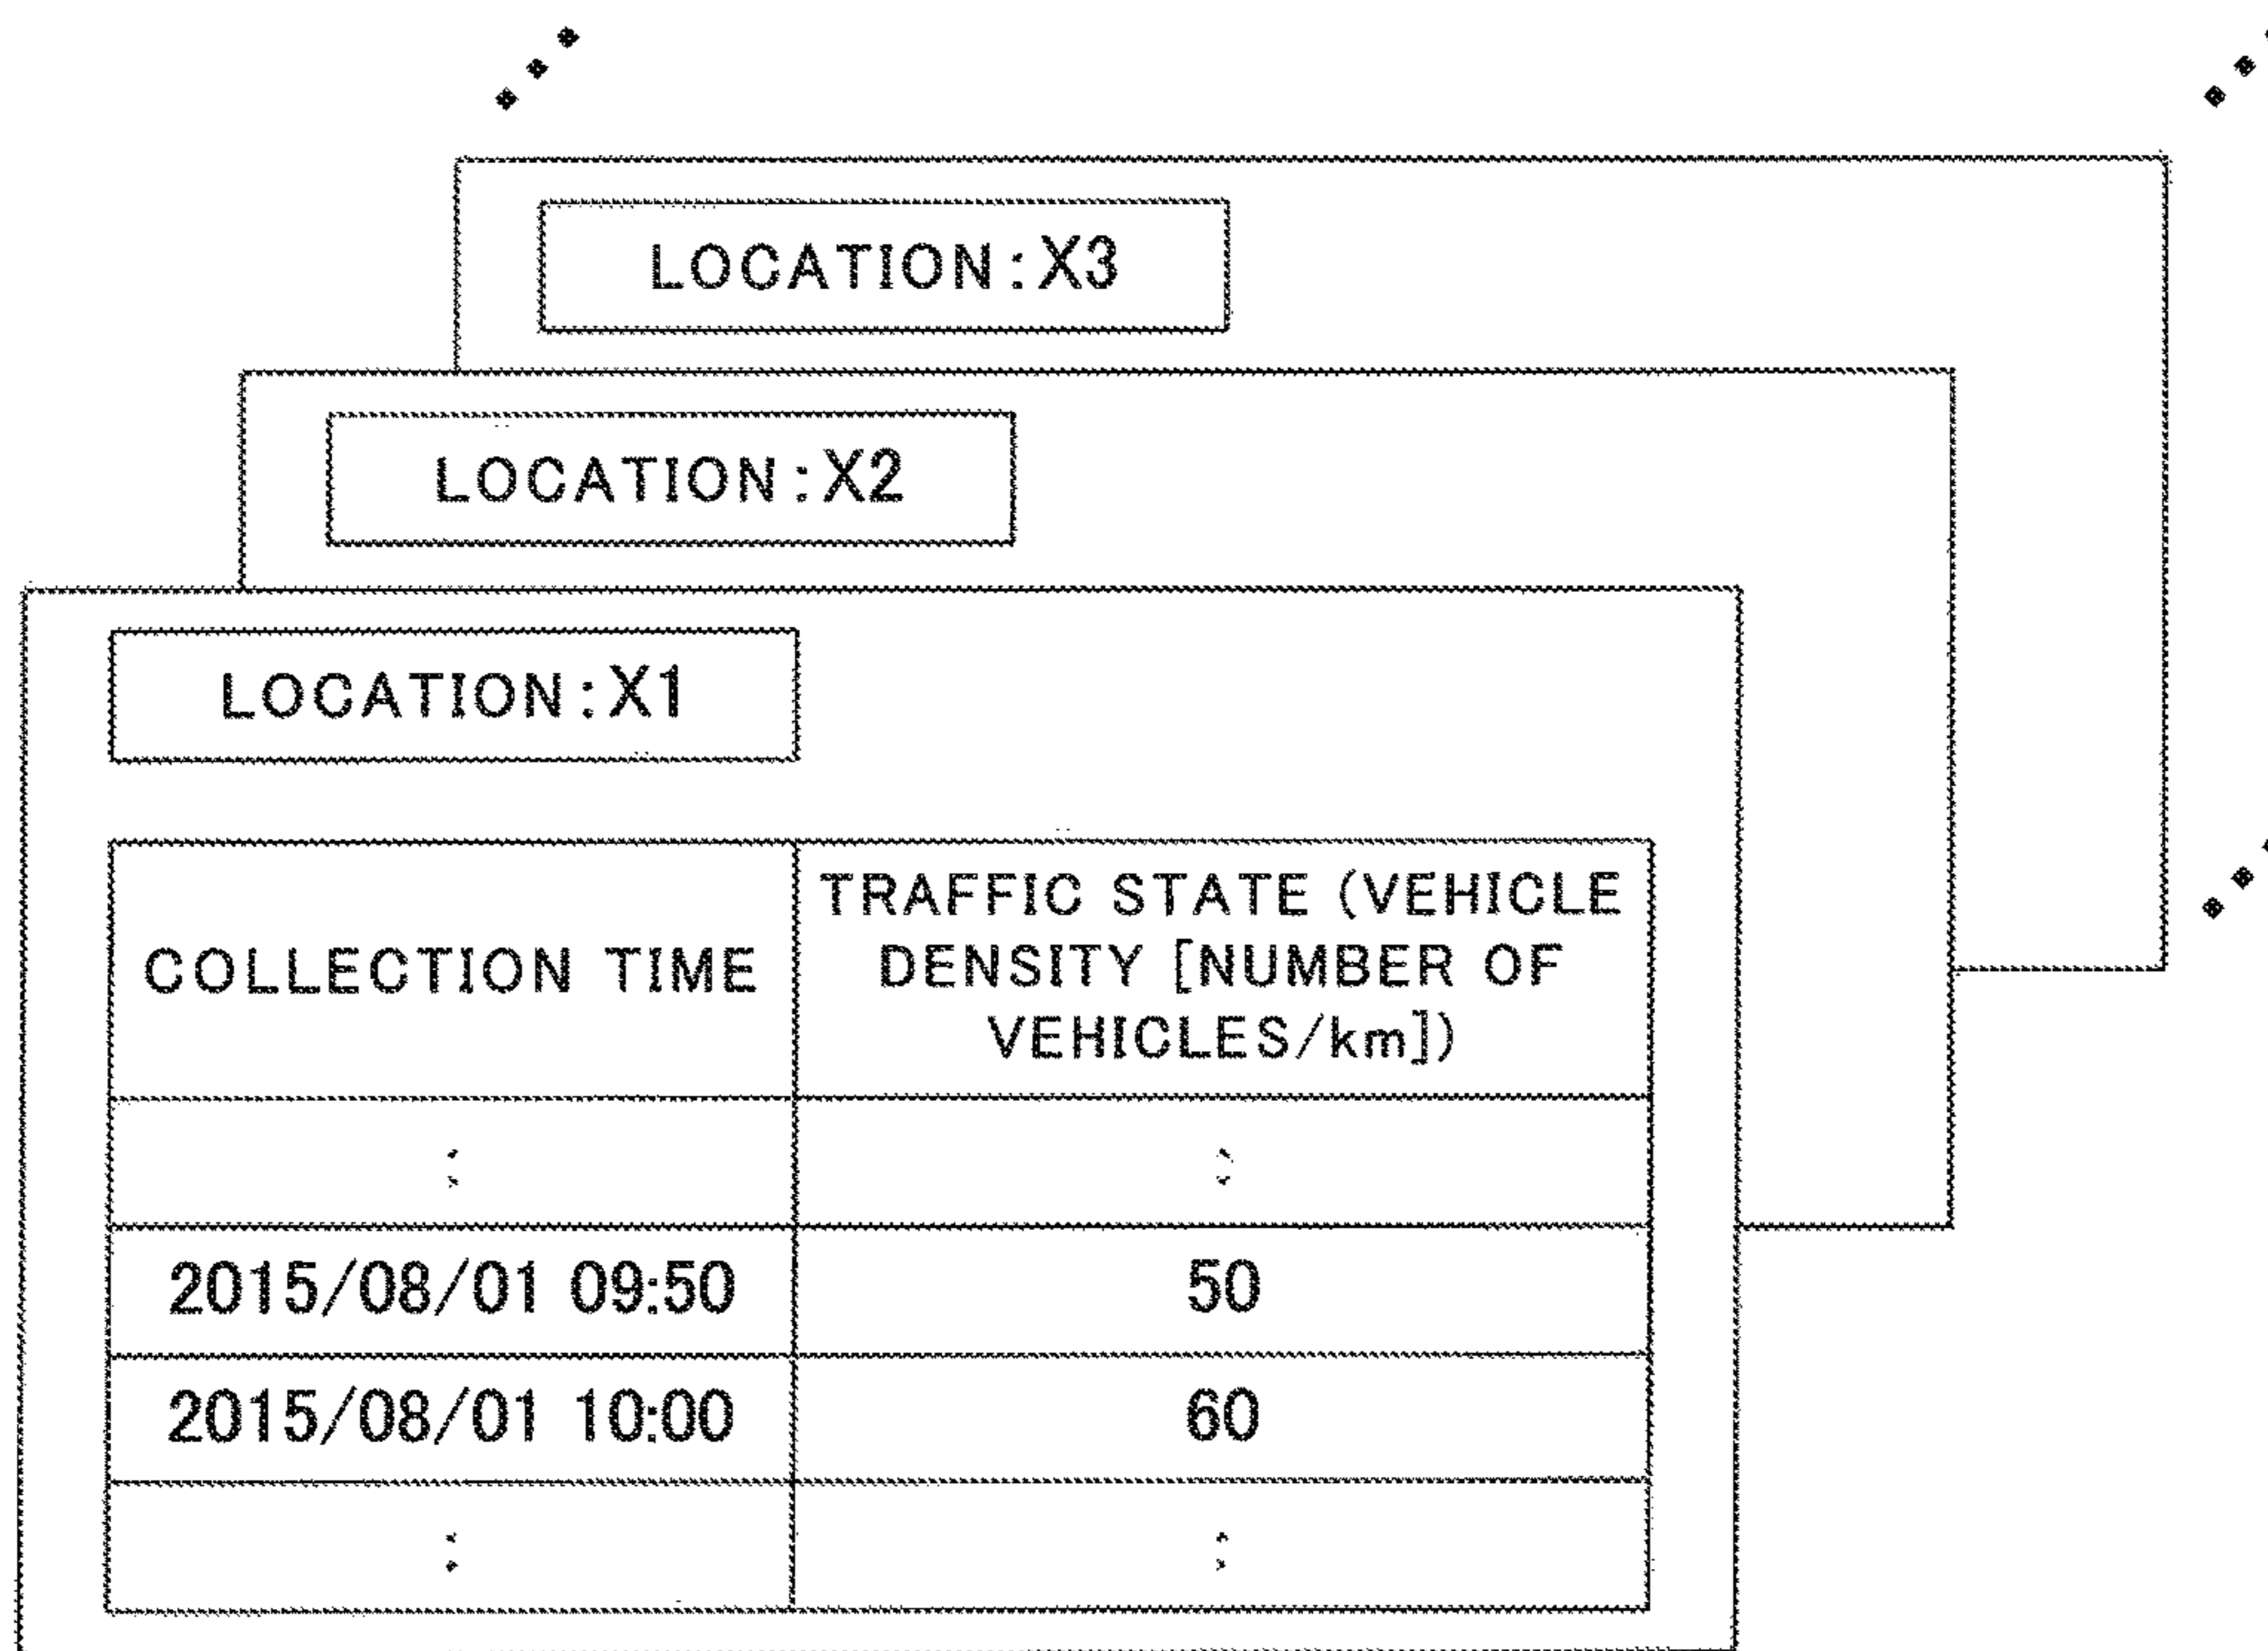 LOCATION:X3
LOCATION:X2
LOCATION:X1
COLLECTION TIME
TRAFFIC STATE (VEHICLE
DENSITY [NUMBER OF
VEHICLES/km])
:
:
2015/08/01 09:50
50
2015/08/01 10:00
60
:
: